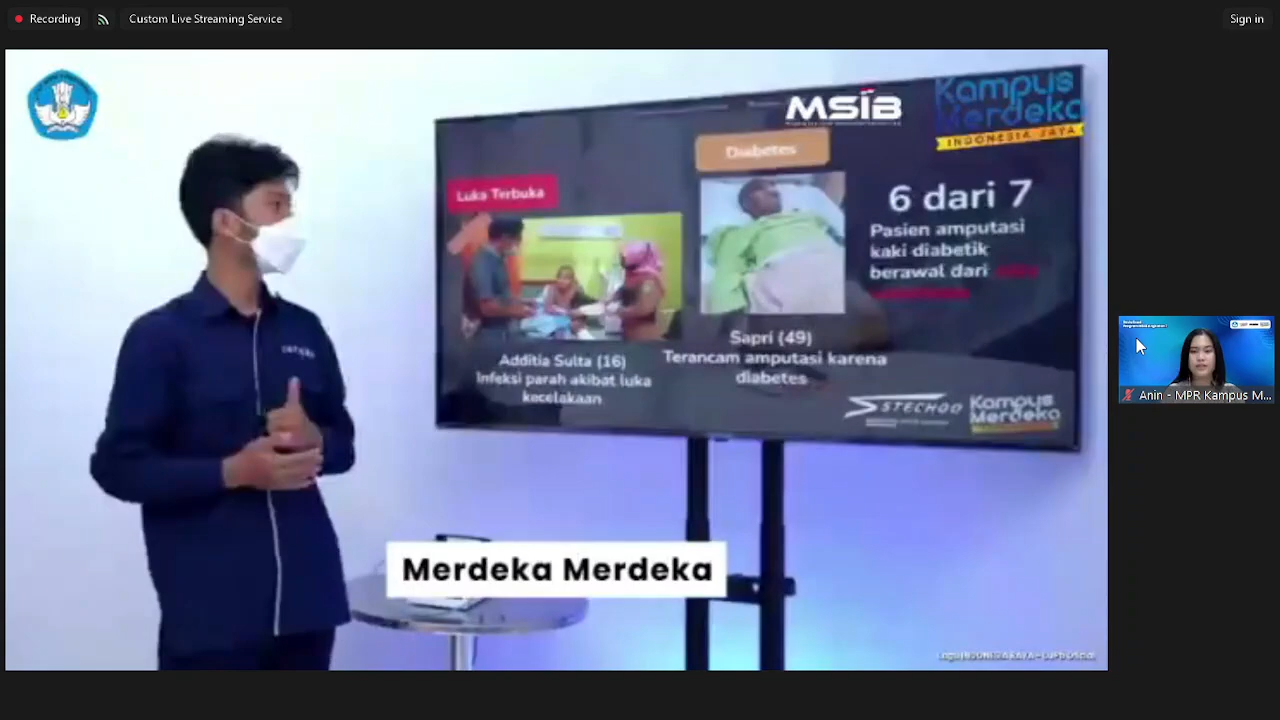 Recording
Custom Live Streaming Service
Sign in
MSIB
Kampus
Merdeka
INDONESIA JAYA
Diabetes
Luka Terbuka
6 dari 7
Pasien amputasi
kaki diabetik
berawal dari
Sapri (49)
Terancam amputasi karena
diabetes
Additia Sulta (16)
Infeksi parah akibat luka
kecelakaan
STECHOQ
Kampus
Merdeka
Merdeka Merdeka
Anin - MPR Kampus M...